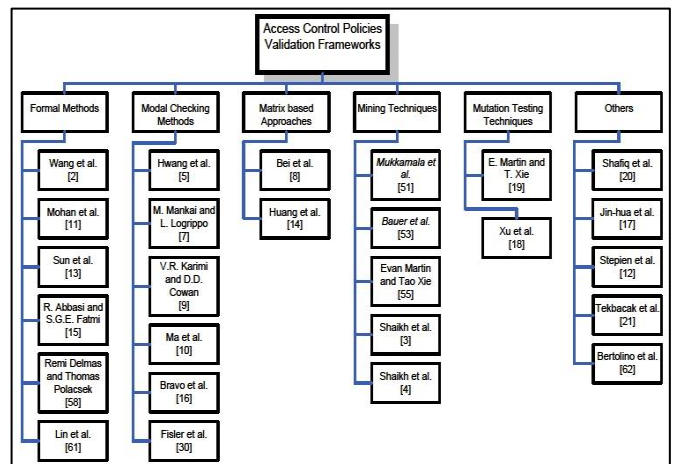 Access Control Policies
Validation Frameworks
Formal Methods
Wang et al.
[2]
Mohan et al.
[11]
Sun et al.
[13]
R. Abbasi and
S.G.E. Fatmi
[15]
Remi Delmas
and Thomas
Polacsek
[58]
Lin et al.
[61]
Modal Checking
Methods
Hwang et al.
[5]
M. Mankai and
L. Logrippo
[7]
V.R. Karimi
and D.D.
Cowan
[9]
Ma et al.
[10]
Bravo et al.
[16]
Fisler et al.
[30]
Matrix based
Approaches
Bei et al.
[8]
Huang et al.
[14]
Mining Techniques
Mukkamala et
al.
[51]
Bauer et al.
[53]
Evan Martin
and Tao Xie
[55]
Shaikh et al.
[3]
Shaikh et al.
[4]
Mutation Testing
Techniques
E. Martin and
T. Xie
[19]
Xu et al.
[18]
Others
Shafiq et al.
[20]
Jin-hua et al.
[17]
Stepien et al.
[12]
Tekbacak et al.
[21]
Bertolino et al.
[62]